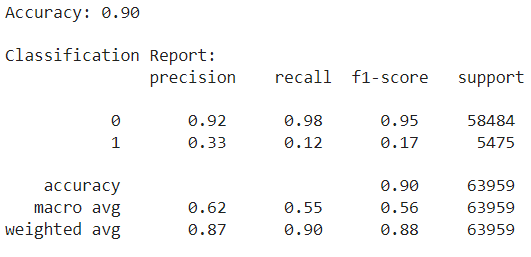 Accuracy: 0.90
Classification Report:
precision recall f1-score support
0 0.92 0.98 0.95 58484
1 0.33 0.12 0.17 5475
accuracy 0.90 63959
macro avg 0.62 0.55 0.56 63959
weighted avg 0.87 0.90 0.88 63959